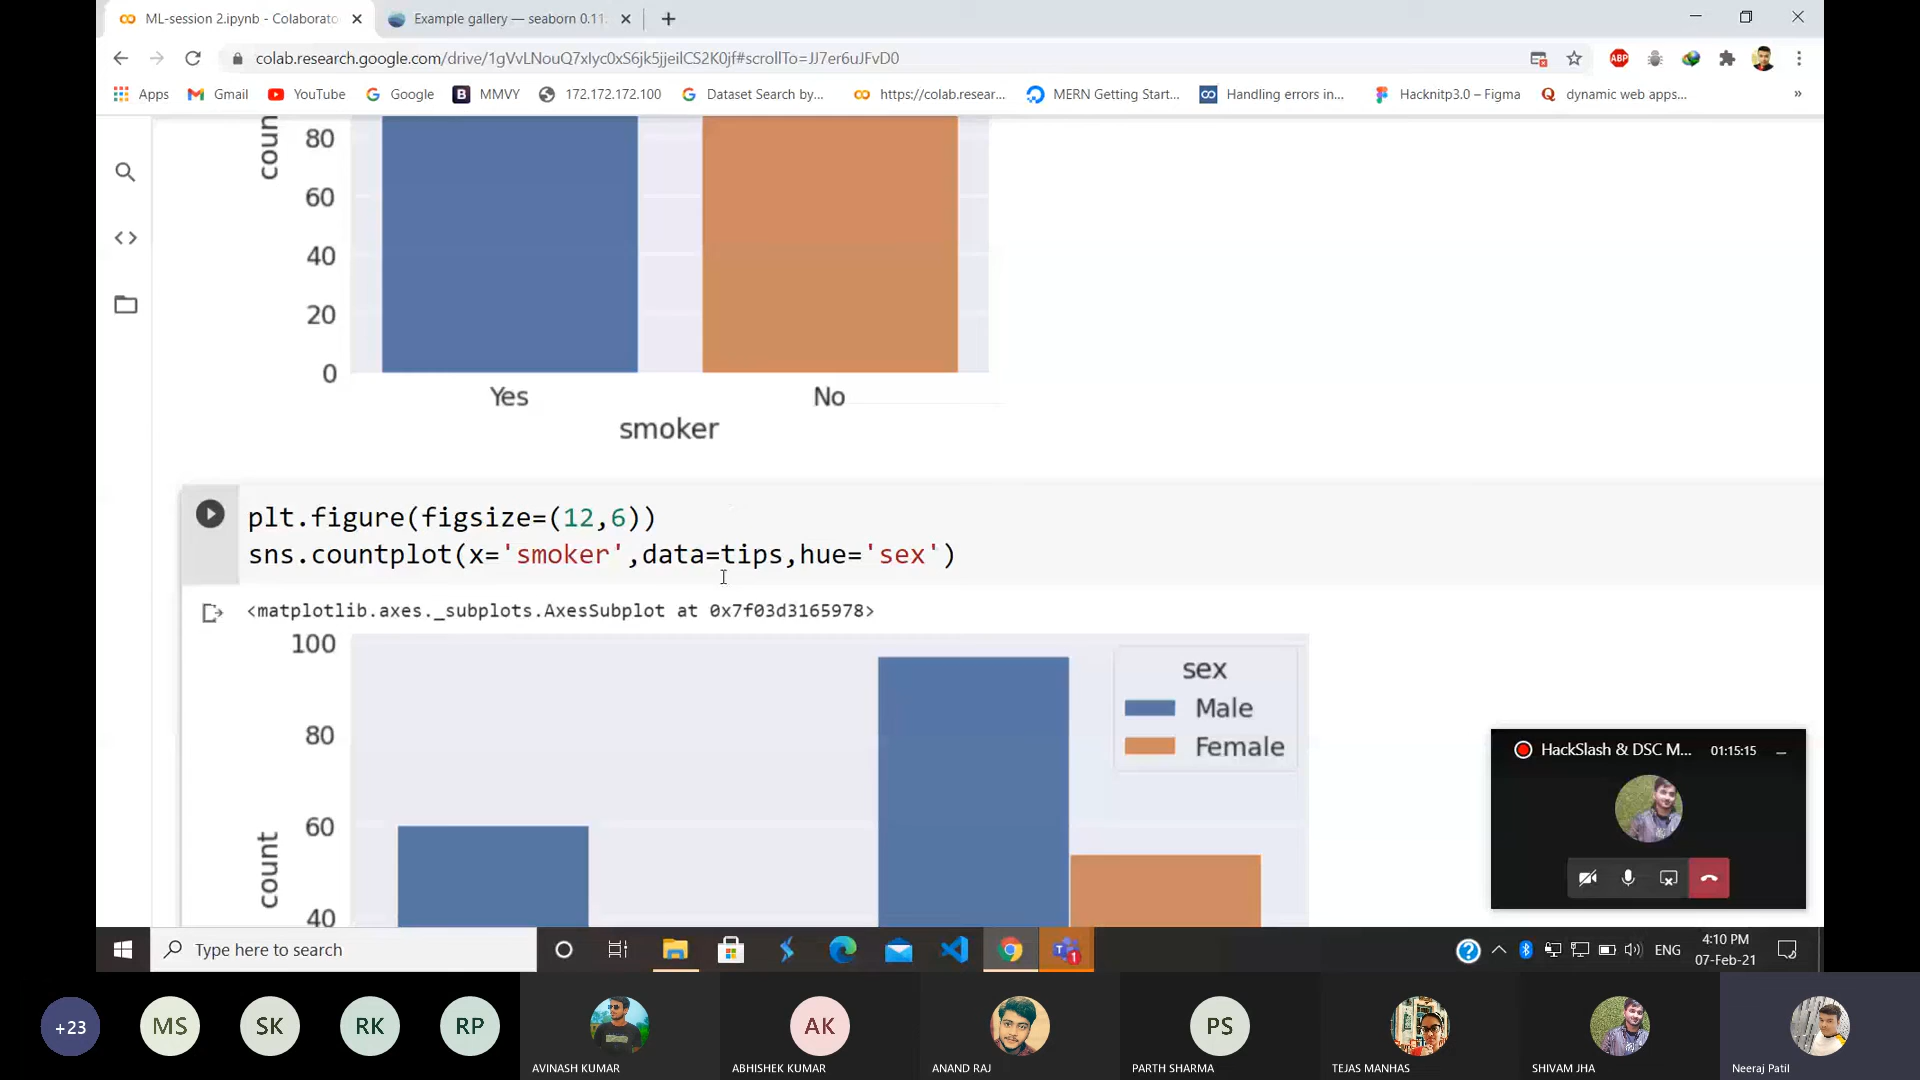 ML-session 2.ipynb - Colaborato
Example gallery — seaborn 0.11.
colab.research.google.com/drive/1gVvLNouQ7xlyc0xS6jk5jjeilCS2K0jf#scrollTo=JJ7er6uJFvD0
ABP
Apps
Gmail
YouTube
Google
B MMVY
172.172.172.100
Dataset Search by...
https://colab.resear...
MERN Getting Start...
Handling errors in...
Hacknitp3.0 – Figma
dynamic web apps...
»
coun
80
60
40
20
0
Yes
No
smoker
plt.figure(figsize=(12,6))
sns.countplot(x='smoker',data=tips,hue='sex')
<matplotlib.axes._subplots.AxesSubplot at 0x7f03d3165978>
100
80
60
40
count
sex
Male
Female
HackSlash & DSC M...
01:15:15
Type here to search
1
ENG
4:10 PM
07-Feb-21
+23
MS
SK
RK
RP
AVINASH KUMAR
AK
ABHISHEK KUMAR
ANAND RAJ
PS
PARTH SHARMA
TEJAS MANHAS
SHIVAM JHA
Neeraj Patil